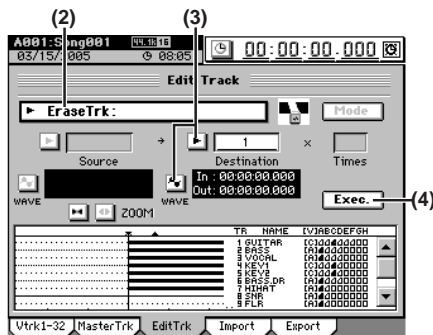 (2) (3)
A001:Song001 44.1k 16 00:00:00.000
03/15/2005 08:05
Edit Track
EraseTrk: Mode
1 ×
Source Destination Times
In : 00:00:00.000
Out: 00:00:00.000
WAVE WAVE Exec. (4)
ZOOM
TR NAME [V]ABCDEFGH
1 GUITAR [C]
2 BASS [A]
3 VOCAL [A]
4 KEY1 [C]
5 KEY2 [C]
6 BASS.DR [A]
7 HIHAT [A]
8 SNR [A]
9 FLR [A]
Vtrk1-32 MasterTrk EditTrk Import Export